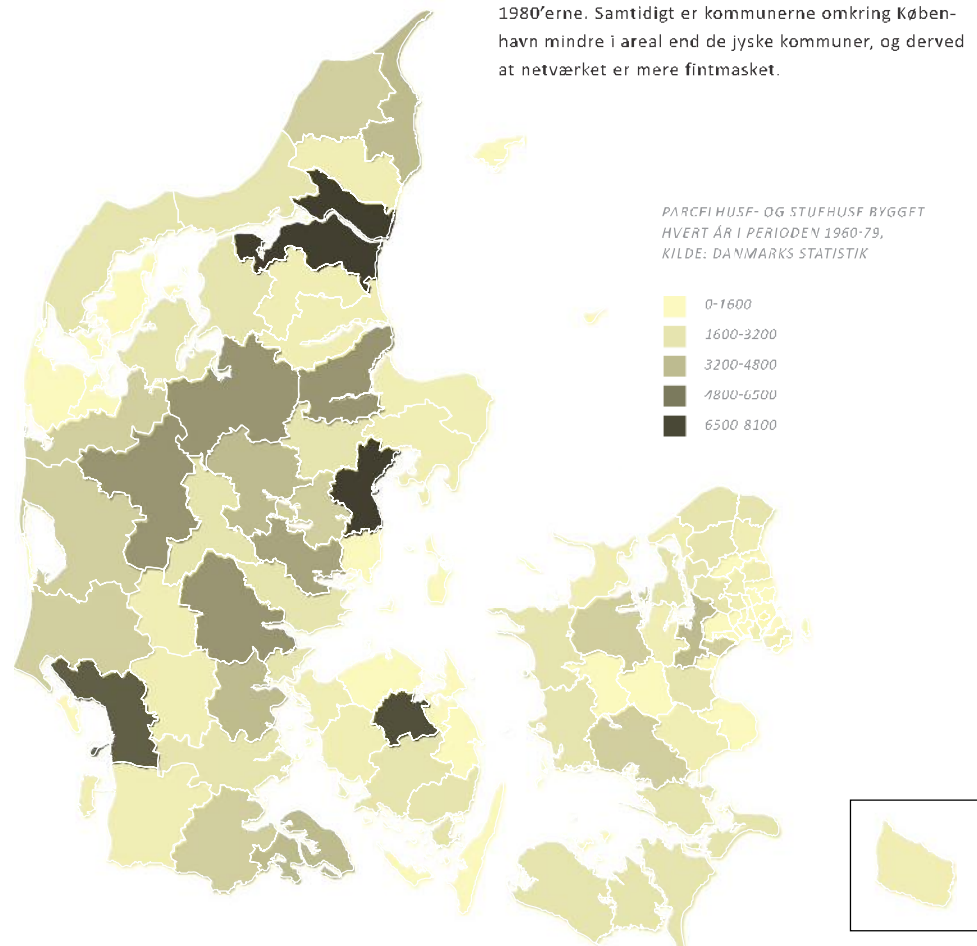 1980’erne. Samtidigt er kommunerne omkring Køben-
havn mindre i areal end de jyske kommuner, og derved
at netværket er mere fintmasket.
PARCELHUSE- OG STUEHUSE BYGGET
HVERT ÅR I PERIODEN 1960-79,
KILDE: DANMARKS STATISTIK
0-1600
1600-3200
3200-4800
4800-6500
6500-8100